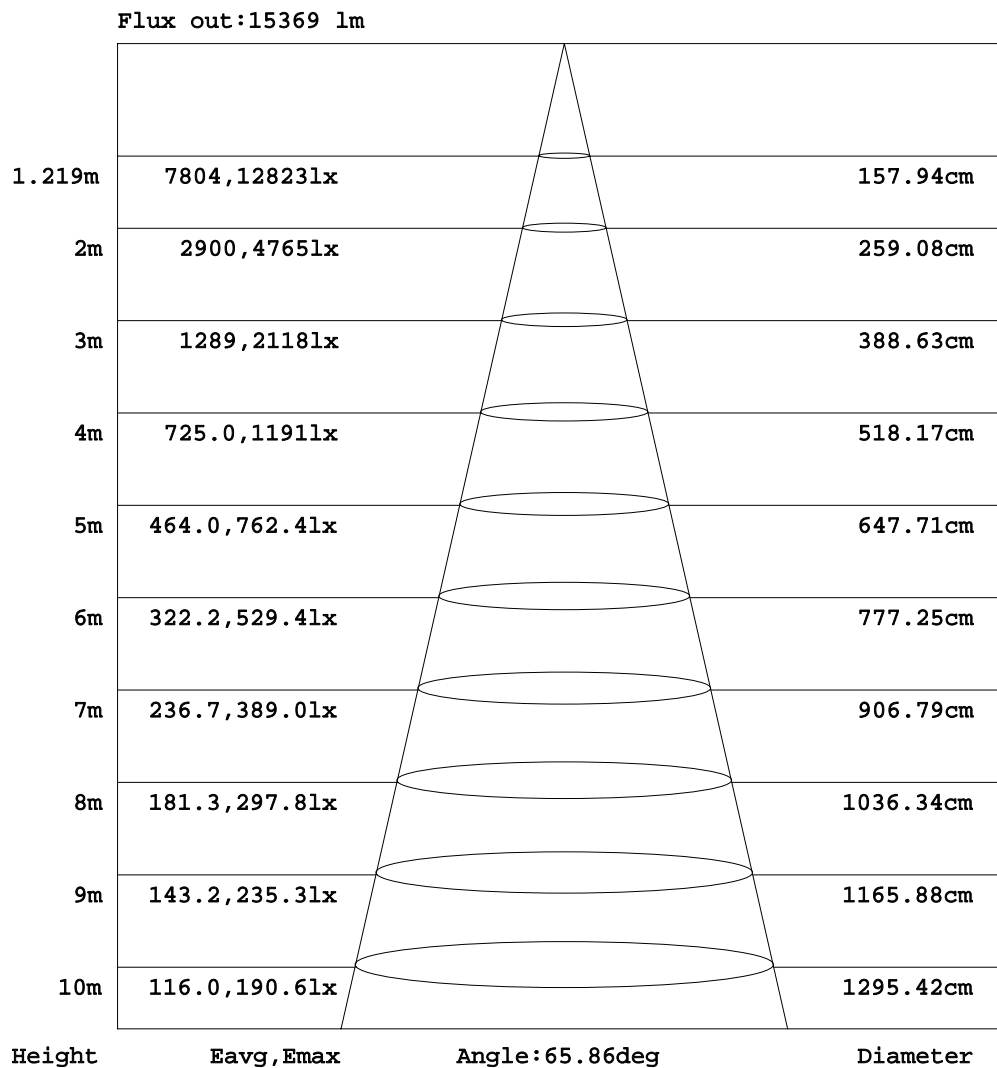 Flux out:15369 lm
1.219m 7804,12823lx 157.94cm
2m 2900,4765lx 259.08cm
3m 1289,2118lx 388.63cm
4m 725.0,1191lx 518.17cm
5m 464.0,762.4lx 647.71cm
6m 322.2,529.4lx 777.25cm
7m 236.7,389.0lx 906.79cm
8m 181.3,297.8lx 1036.34cm
9m 143.2,235.3lx 1165.88cm
10m 116.0,190.6lx 1295.42cm
Height Eavg,Emax Angle:65.86deg Diameter